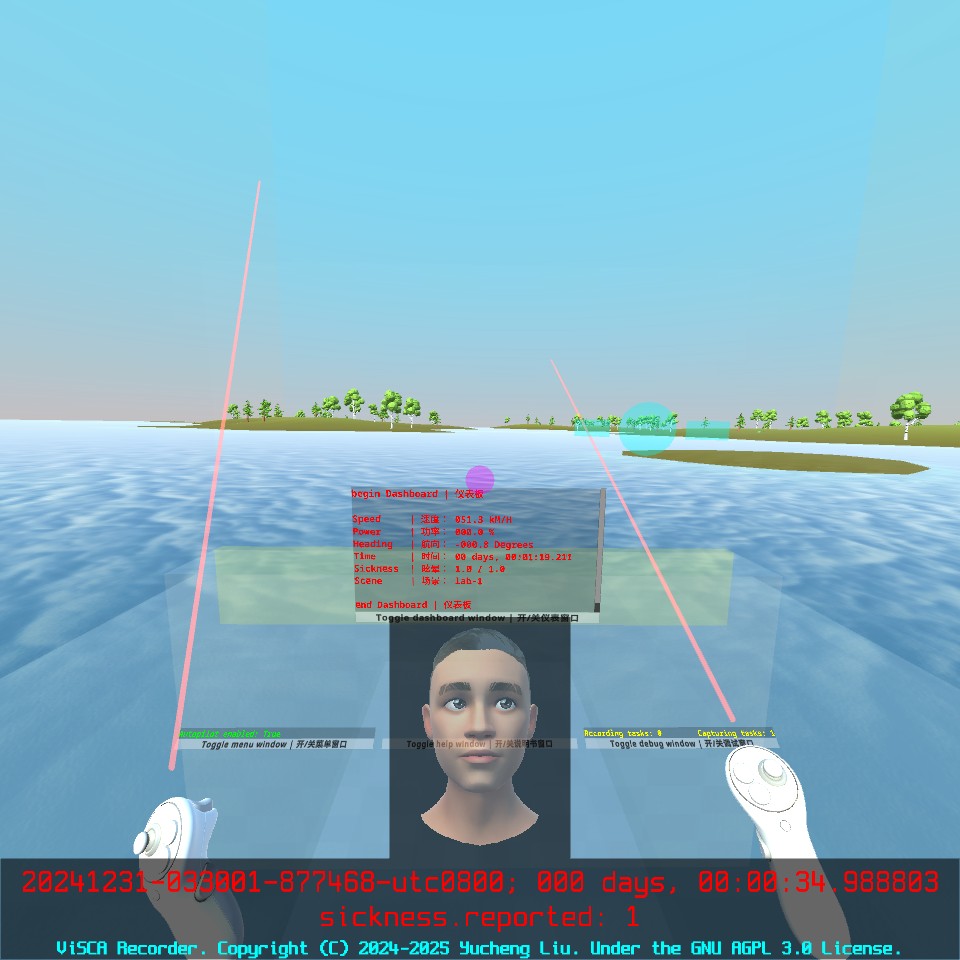 begin Dashboard | 仪表板
Speed | 速度： 051.3 kM/H
Power | 功率： 000.0 %
Heading | 航向： -000.8 Degrees
Time | 时间： 00 days, 00:01:19.217
Sickness | 眩晕： 1.0 / 1.0
Scene | 场景： lab-1
end Dashboard | 仪表板
Toggle dashboard window | 开/关仪表窗口
Autopilot enabled: True
Recording tasks: 0 Capturing tasks: 1
Toggle menu window | 开/关菜单窗口
Toggle help window | 开/关说明书窗口
Toggle debug window | 开/关测试窗口
20241231-033001-877468-utc0800; 000 days, 00:00:34.988803
sickness.reported: 1
ViSCA Recorder. Copyright (C) 2024-2025 Yucheng Liu. Under the GNU AGPL 3.0 License.